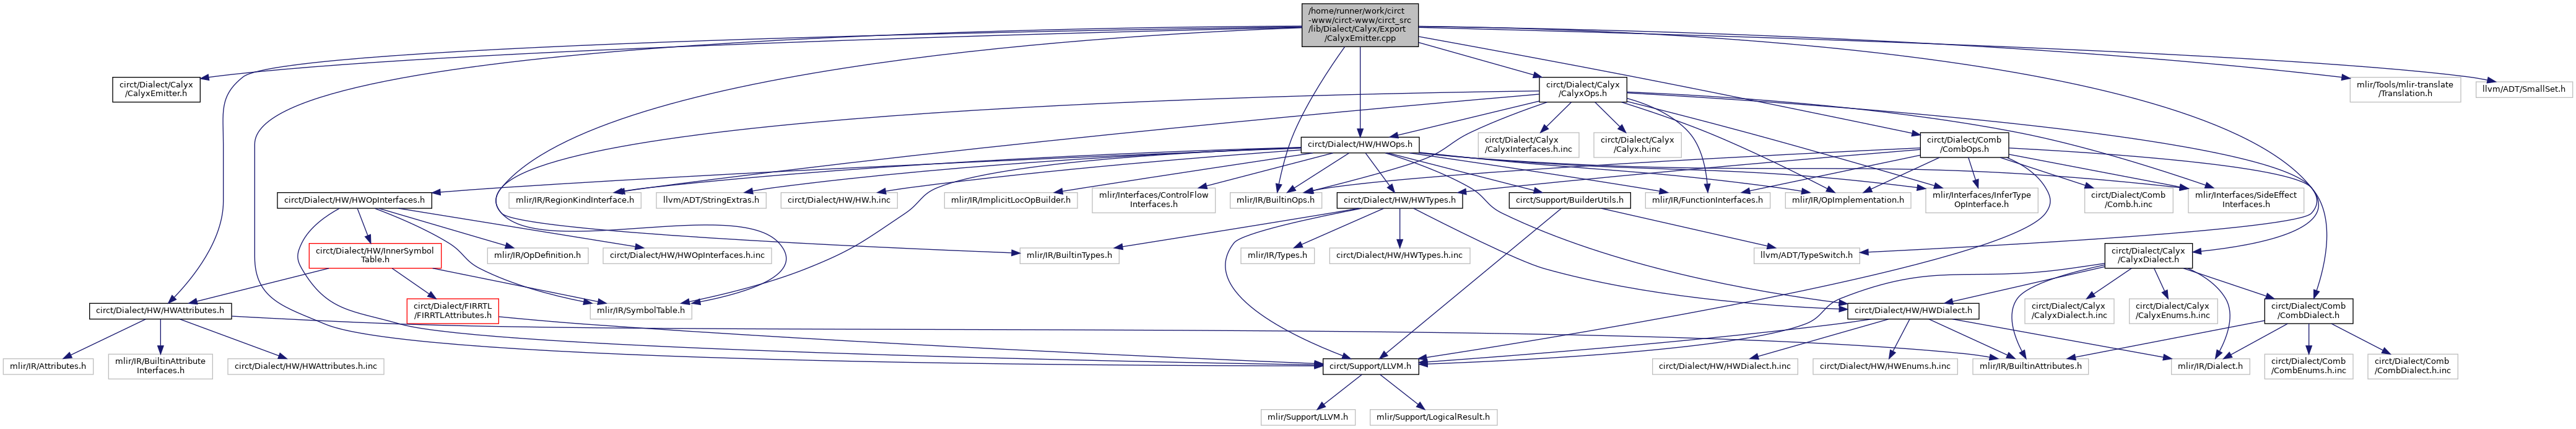 /home/runner/work/circt
-www/circt-www/circt_src
/lib/Dialect/Calyx/Export
/CalyxEmitter.cpp
circt/Dialect/Calyx
/CalyxEmitter.h
circt/Dialect/Calyx
/CalyxOps.h
mlir/Tools/mlir-translate
/Translation.h
llvm/ADT/SmallSet.h
circt/Dialect/HW/HWOps.h
circt/Dialect/Calyx
/CalyxInterfaces.h.inc
circt/Dialect/Calyx
/Calyx.h.inc
circt/Dialect/Comb
/CombOps.h
circt/Dialect/HW/HWOpInterfaces.h
mlir/IR/RegionKindInterface.h
llvm/ADT/StringExtras.h
circt/Dialect/HW/HW.h.inc
mlir/IR/ImplicitLocOpBuilder.h
mlir/Interfaces/ControlFlow
Interfaces.h
mlir/IR/BuiltinOps.h
circt/Dialect/HW/HWTypes.h
circt/Support/BuilderUtils.h
mlir/IR/FunctionInterfaces.h
mlir/IR/OpImplementation.h
mlir/Interfaces/InferType
OpInterface.h
circt/Dialect/Comb
/Comb.h.inc
mlir/Interfaces/SideEffect
Interfaces.h
circt/Dialect/HW/InnerSymbol
Table.h
mlir/IR/OpDefinition.h
circt/Dialect/HW/HWOpInterfaces.h.inc
mlir/IR/BuiltinTypes.h
mlir/IR/Types.h
circt/Dialect/HW/HWTypes.h.inc
llvm/ADT/TypeSwitch.h
circt/Dialect/Calyx
/CalyxDialect.h
circt/Dialect/HW/HWAttributes.h
circt/Dialect/FIRRTL
/FIRRTLAttributes.h
mlir/IR/SymbolTable.h
circt/Dialect/HW/HWDialect.h
circt/Dialect/Calyx
/CalyxDialect.h.inc
circt/Dialect/Calyx
/CalyxEnums.h.inc
circt/Dialect/Comb
/CombDialect.h
mlir/IR/Attributes.h
mlir/IR/BuiltinAttribute
Interfaces.h
circt/Dialect/HW/HWAttributes.h.inc
circt/Support/LLVM.h
circt/Dialect/HW/HWDialect.h.inc
circt/Dialect/HW/HWEnums.h.inc
mlir/IR/BuiltinAttributes.h
mlir/IR/Dialect.h
circt/Dialect/Comb
/CombEnums.h.inc
circt/Dialect/Comb
/CombDialect.h.inc
mlir/Support/LLVM.h
mlir/Support/LogicalResult.h